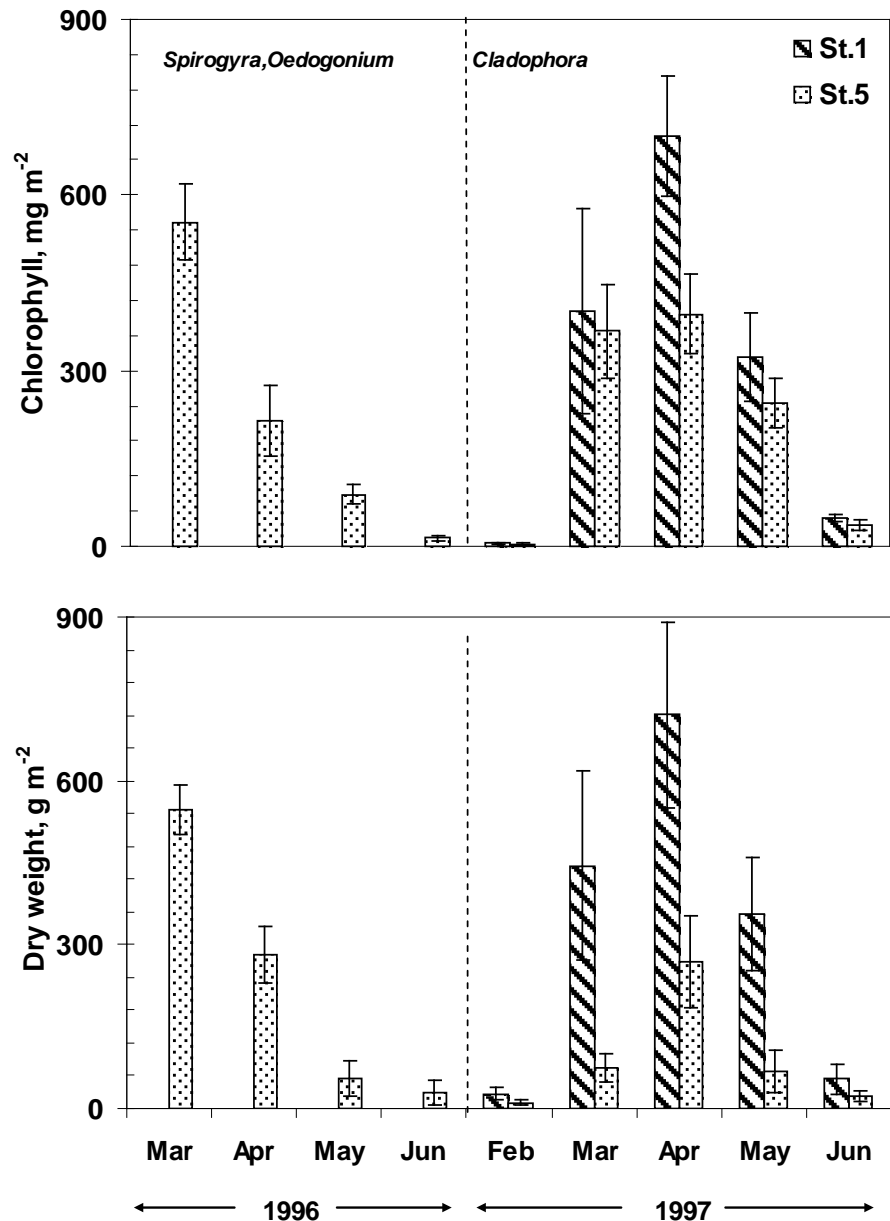 900
Spirogyra,Oedogonium
Cladophora
St.1
St.5
600
300
0
Chlorophyll, mg m-2
900
600
300
0
Dry weight, g m-2
Mar Apr May Jun Feb Mar Apr May Jun
1996 1997